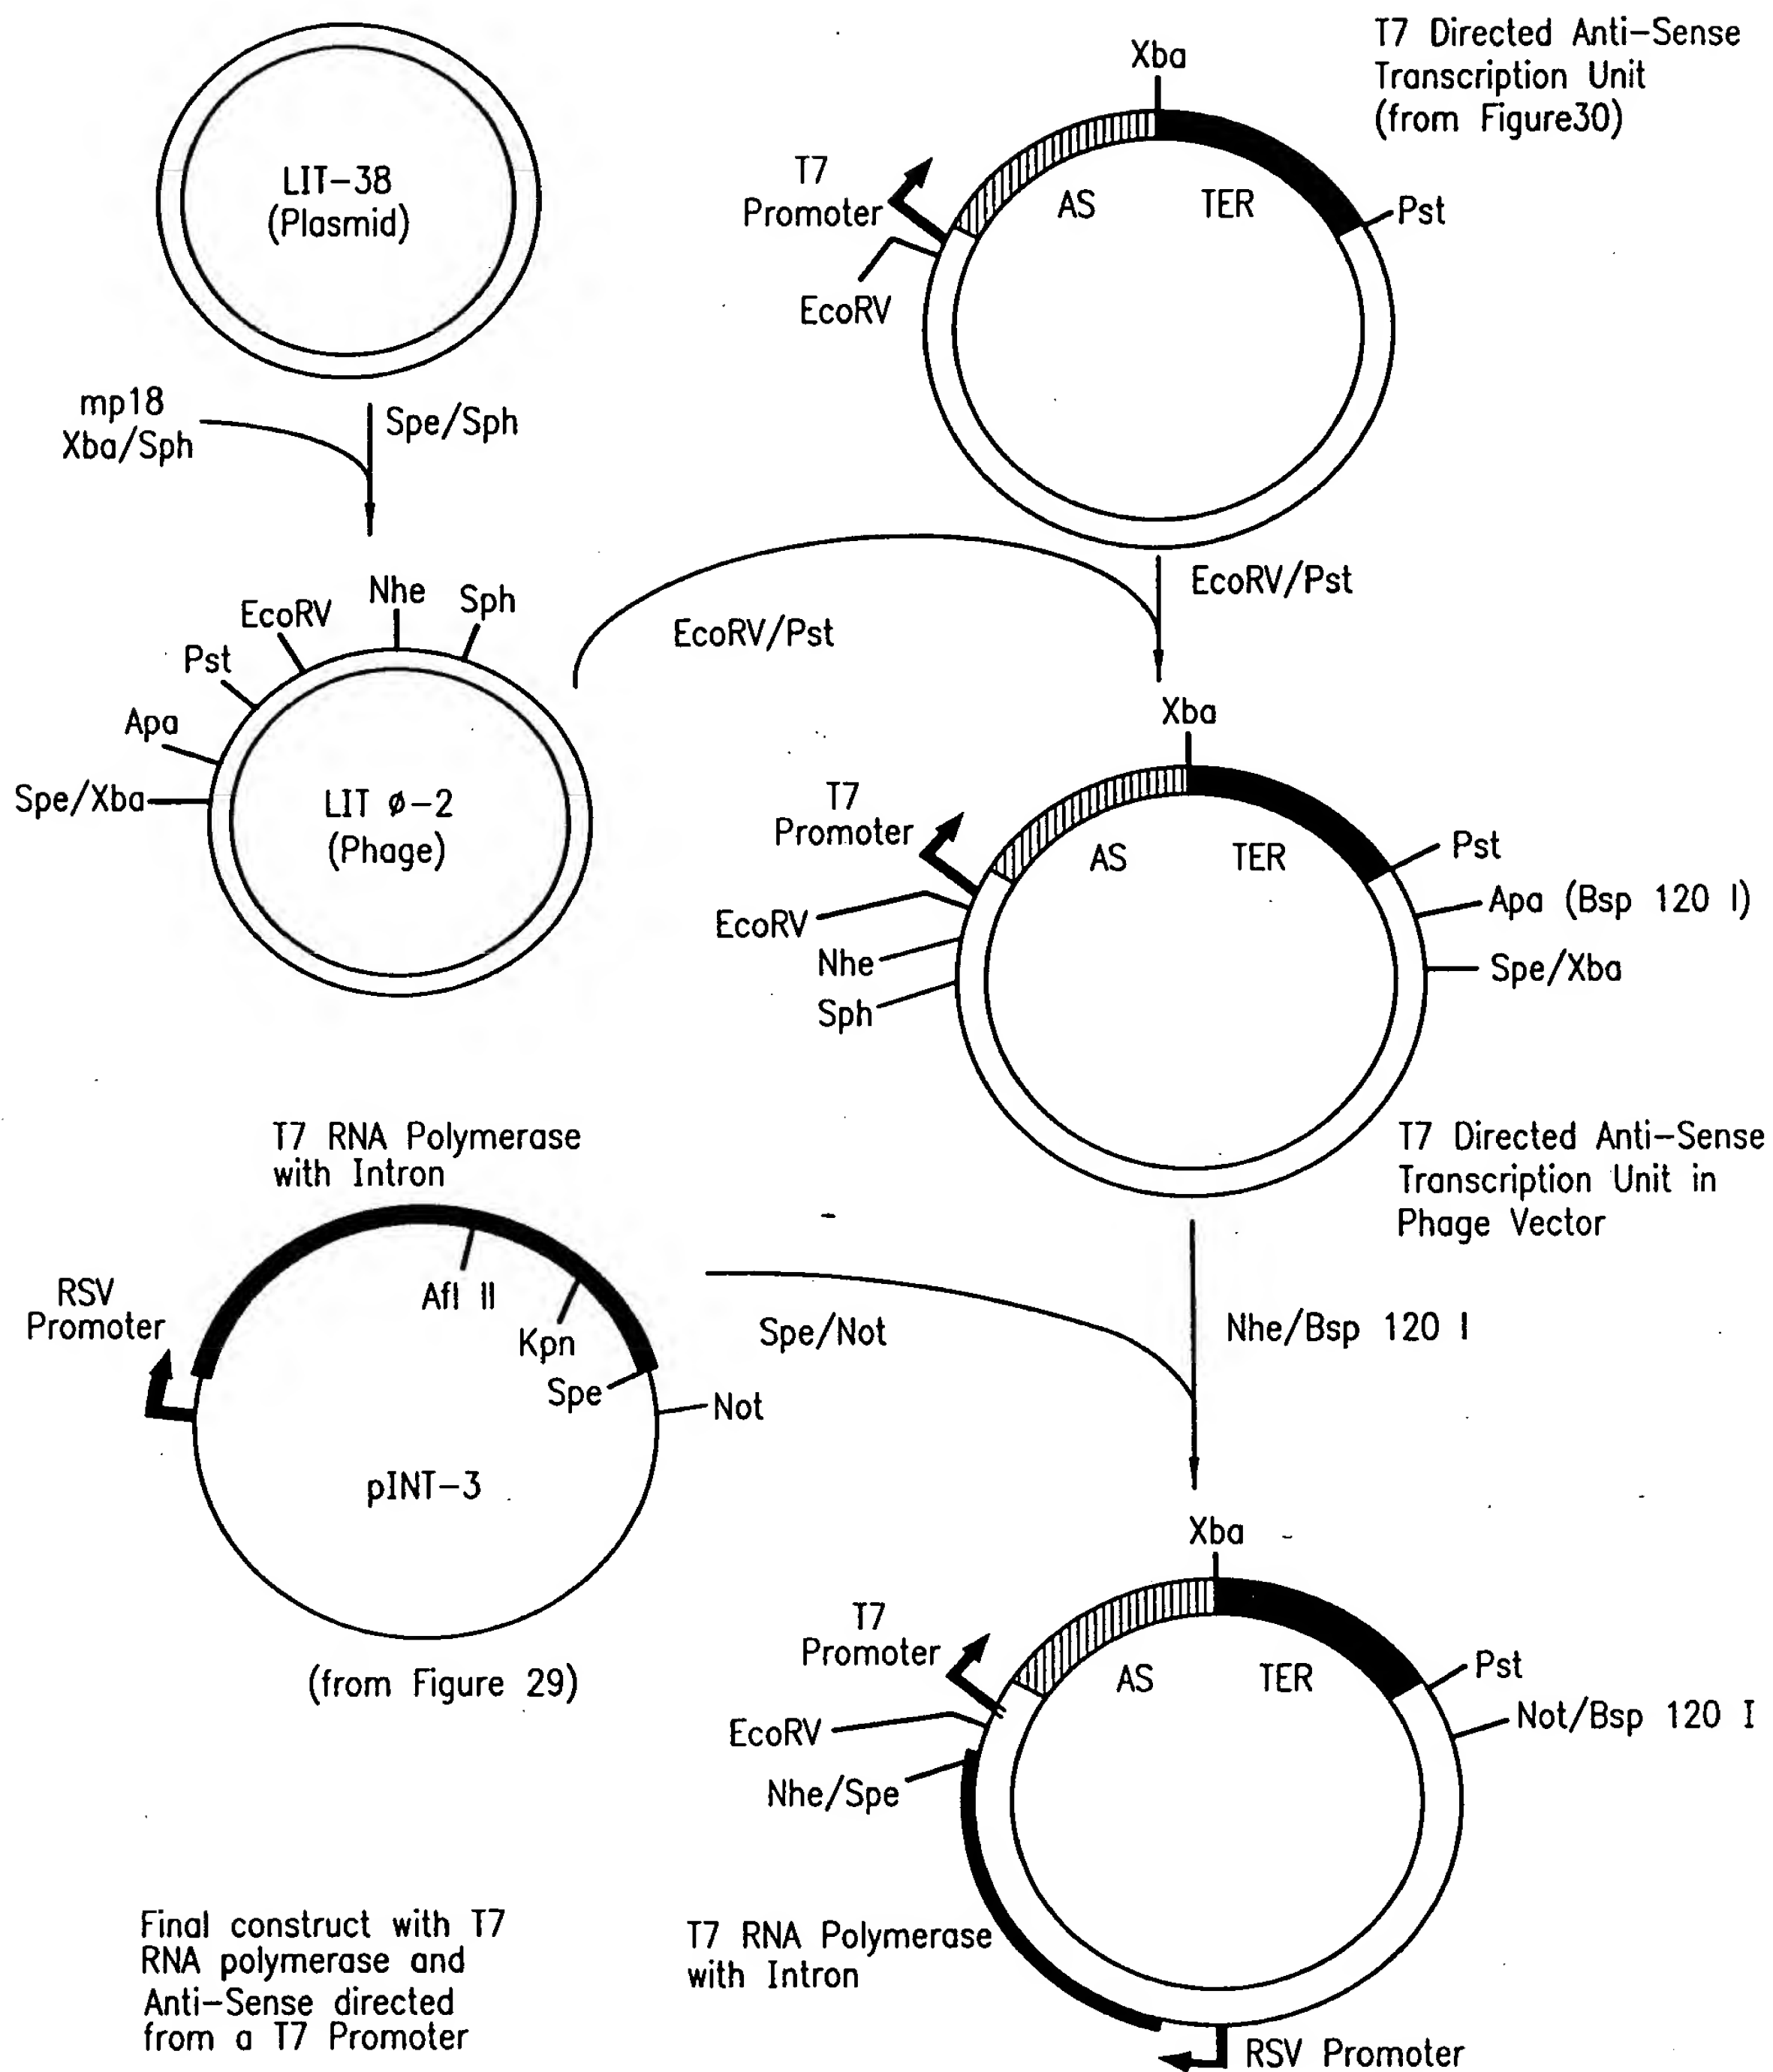 LIT-38
(Plasmid)
mp18
Xba/Sph
Spe/Sph
T7 Directed Anti-Sense
Transcription Unit
(from Figure30)
Xba
T7
Promoter
AS
TER
Pst
EcoRV
EcoRV/Pst
EcoRV/Pst
Spe/Xba
Apa
Pst
EcoRV
Nhe
Sph
LIT ø-2
(Phage)
Xba
T7
Promoter
AS
TER
Pst
Apa (Bsp 120 I)
Spe/Xba
EcoRV
Nhe
Sph
T7 Directed Anti-Sense
Transcription Unit in
Phage Vector
T7 RNA Polymerase
with Intron
RSV
Promoter
Afl II
Kpn
Spe
Not
pINT-3
(from Figure 29)
Spe/Not
Nhe/Bsp 120 I
Xba
T7
Promoter
AS
TER
Pst
Not/Bsp 120 I
EcoRV
Nhe/Spe
T7 RNA Polymerase
with Intron
RSV Promoter
Final construct with T7
RNA polymerase and
Anti-Sense directed
from a T7 Promoter